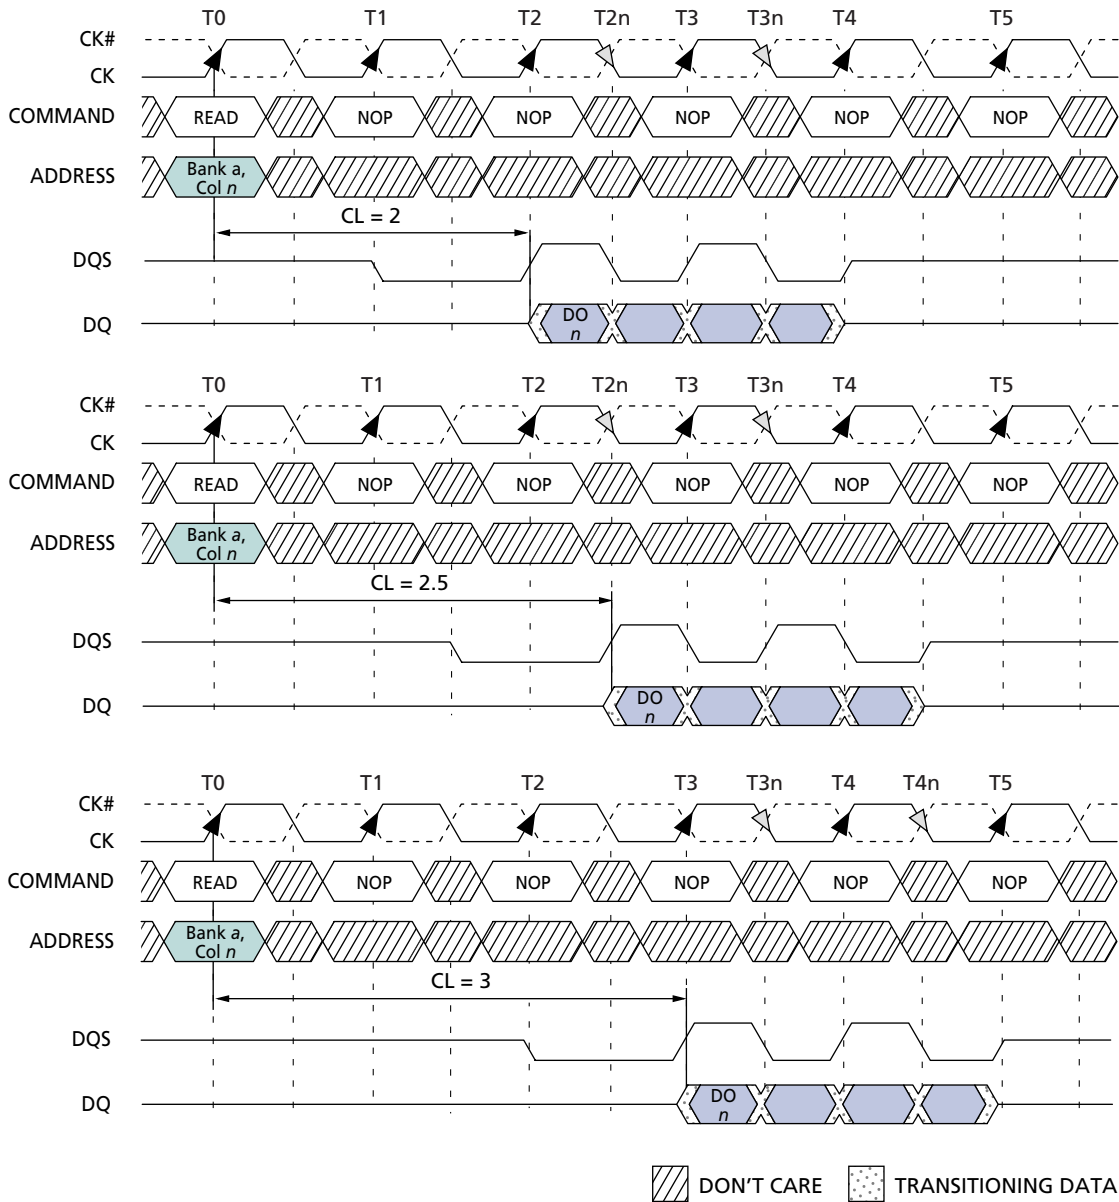 T0 T1 T2 T2n T3 T3n T4 T5
CK#
CK
COMMAND READ NOP NOP NOP NOP NOP
ADDRESS Bank a,
Col n
CL = 2
DQS
DQ DO
n
T0 T1 T2 T2n T3 T3n T4 T5
CK#
CK
COMMAND READ NOP NOP NOP NOP NOP
ADDRESS Bank a,
Col n
CL = 2.5
DQS
DQ DO
n
T0 T1 T2 T3 T3n T4 T4n T5
CK#
CK
COMMAND READ NOP NOP NOP NOP NOP
ADDRESS Bank a,
Col n
CL = 3
DQS
DQ DO
n
DON'T CARE TRANSITIONING DATA